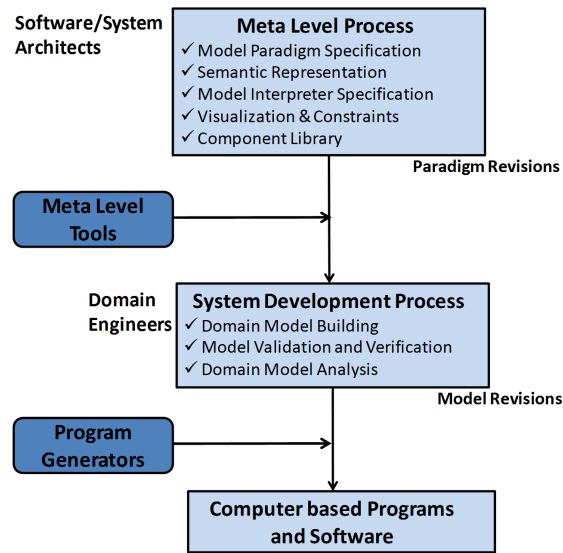 Software/System
Architects
Meta Level Process
✓ Model Paradigm Specification
✓ Semantic Representation
✓ Model Interpreter Specification
✓ Visualization & Constraints
✓ Component Library
Paradigm Revisions
Meta Level
Tools
Domain
Engineers
System Development Process
✓ Domain Model Building
✓ Model Validation and Verification
✓ Domain Model Analysis
Model Revisions
Program
Generators
Computer based Programs
and Software